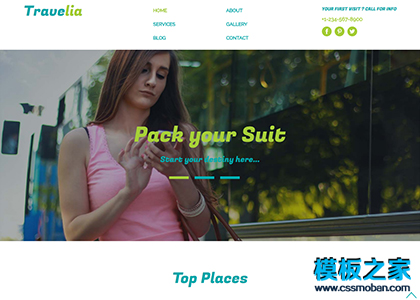 Travelia
HOME
ABOUT
SERVICES
GALLERY
BLOG
CONTACT
YOUR FIRST VISIT ? CALL FOR INFO
+1-234-567-8900
Pack your Suit
Start your Jouney here...
Top Places
模板之家
www.cssmoban.com